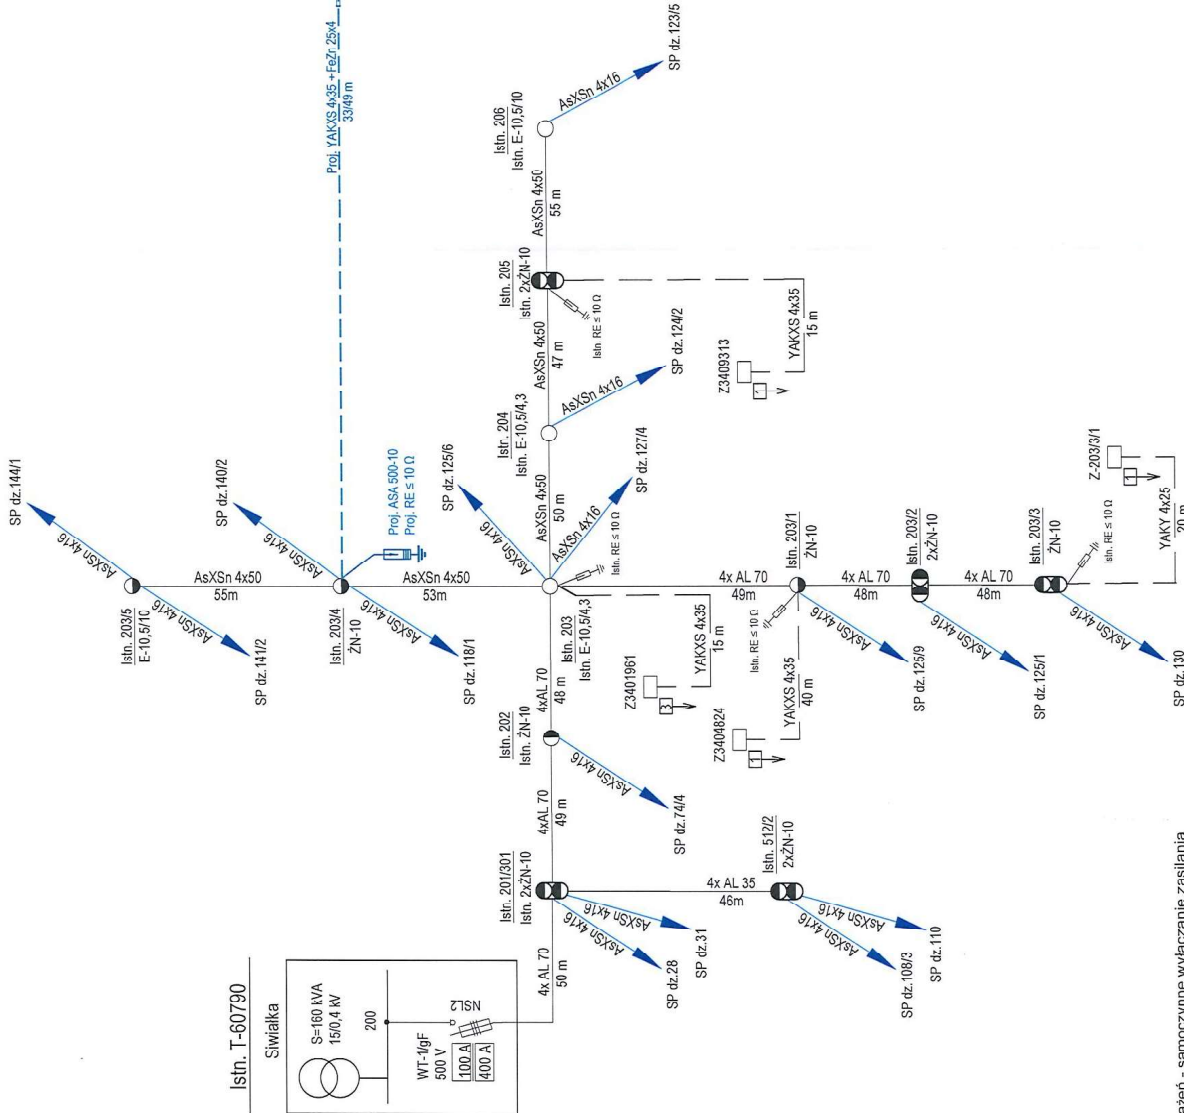 Istn. T-60790
Siwiałka
S=160 kVA
15/0,4 kV
200
WT-1/gF
500 V
100 A
400 A
NSL2
4x AL 70
50 m
Istn. 201/301
Istn. 2xŻN-10
AsXSn 4x16
SP dz.28
AsXSn 4x16
SP dz.31
4x AL 35
46m
Istn. 512/2
2xŻN-10
AsXSn 4x16
SP dz.108/3
AsXSn 4x16
SP dz.110
4xAL 70
49 m
Istn. 202
Istn. ŻN-10
AsXSn 4x16
SP dz.74/4
4xAL 70
48 m
Istn. 203
Istn. E-10,5/4,3
Istn. RE ≤ 10 Ω
YAKXS 4x35
15 m
Z3401961
3
AsXSn 4x16
SP dz.125/6
AsXSn 4x16
SP dz.127/4
AsXSn 4x50
53m
Istn. 203/4
ŻN-10
AsXSn 4x16
SP dz.118/1
AsXSn 4x16
SP dz.140/2
Proj. ASA 500-10
Proj. RE ≤ 10 Ω
Proj. YAKXS 4x35 +FeZn 25x4
33/49 m
AsXSn 4x50
55m
Istn. 203/5
E-10,5/10
AsXSn 4x16
SP dz.141/2
AsXSn 4x16
SP dz.144/1
AsXSn 4x50
50 m
Istn. 204
Istn. E-10,5/4,3
AsXSn 4x16
SP dz.124/2
AsXSn 4x50
47 m
Istn. 205
Istn. 2xŻN-10
Istn. RE ≤ 10 Ω
YAKXS 4x35
15 m
Z3409313
1
AsXSn 4x50
55 m
Istn. 206
Istn. E-10,5/10
AsXSn 4x16
SP dz.123/5
4x AL 70
49m
Istn. 203/1
ŻN-10
Istn. RE ≤ 10 Ω
YAKXS 4x35
40 m
Z3404824
1
AsXSn 4x16
SP dz.125/9
4x AL 70
48m
Istn. 203/2
2xŻN-10
AsXSn 4x16
SP dz.125/1
4x AL 70
48m
Istn. 203/3
ŻN-10
Istn. RE ≤ 10 Ω
AsXSn 4x16
SP dz.130
YAKY 4x25
20 m
Z-203/3/1
1
samoczynne wyłączanie zasilania